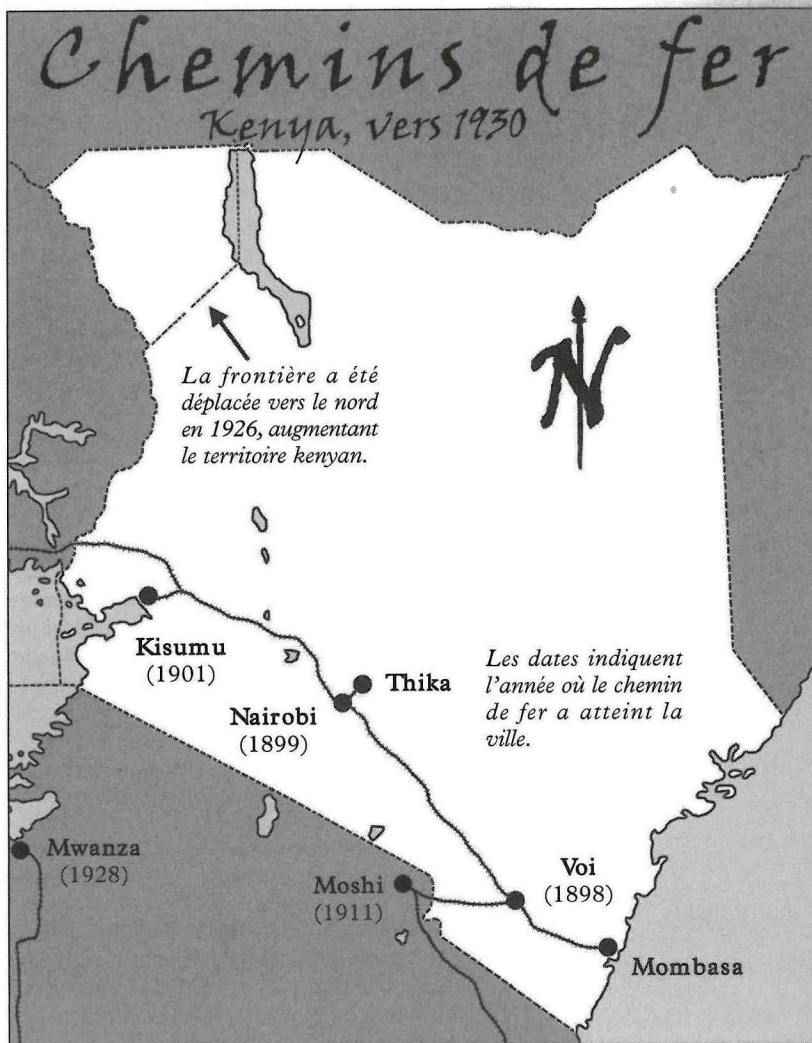 Chemins de fer
Kenya, vers 1930
La frontière a été
déplacée vers le nord
en 1926, augmentant
le territoire kenyan.
N
Kisumu
(1901)
Thika
Nairobi
(1899)
Les dates indiquent
l'année où le chemin
de fer a atteint la
ville.
Mwanza
(1928)
Moshi
(1911)
Voi
(1898)
Mombasa